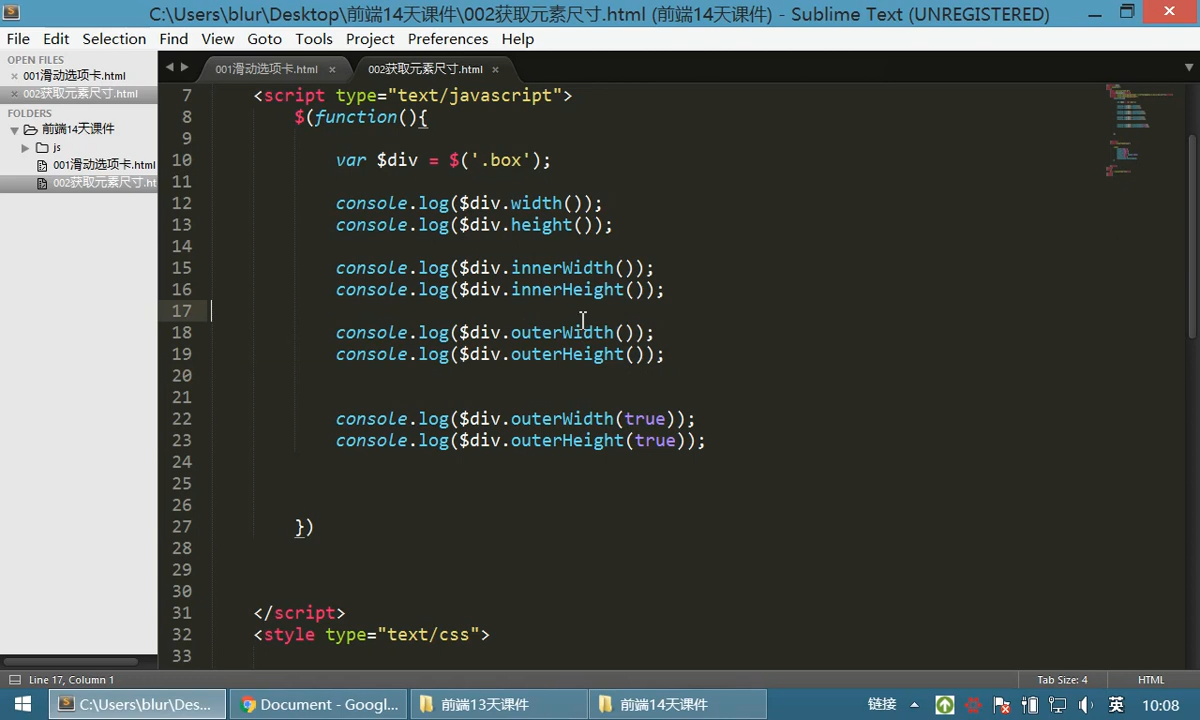 C:\Users\blur\Desktop\前端14天课件\002获取元素尺寸.html (前端14天课件) - Sublime Text (UNREGISTERED)
File Edit Selection Find View Goto Tools Project Preferences Help
OPEN FILES
001滑动选项卡.html
002获取元素尺寸.html
FOLDERS
前端14天课件
js
001滑动选项卡.html
002获取元素尺寸.ht
001滑动选项卡.html
002获取元素尺寸.html
7 <script type="text/javascript">
8 $(function(){
9
10 var $div = $('.box');
11
12 console.log($div.width());
13 console.log($div.height());
14
15 console.log($div.innerWidth());
16 console.log($div.innerHeight());
17
18 console.log($div.outerWidth());
19 console.log($div.outerHeight());
20
21
22 console.log($div.outerWidth(true));
23 console.log($div.outerHeight(true));
24
25
26
27 })
28
29
30
31 </script>
32 <style type="text/css">
33
Line 17, Column 1 Tab Size: 4 HTML
C:\Users\blur\Des... Document - Googl... 前端13天课件 前端14天课件 链接 英 10:08